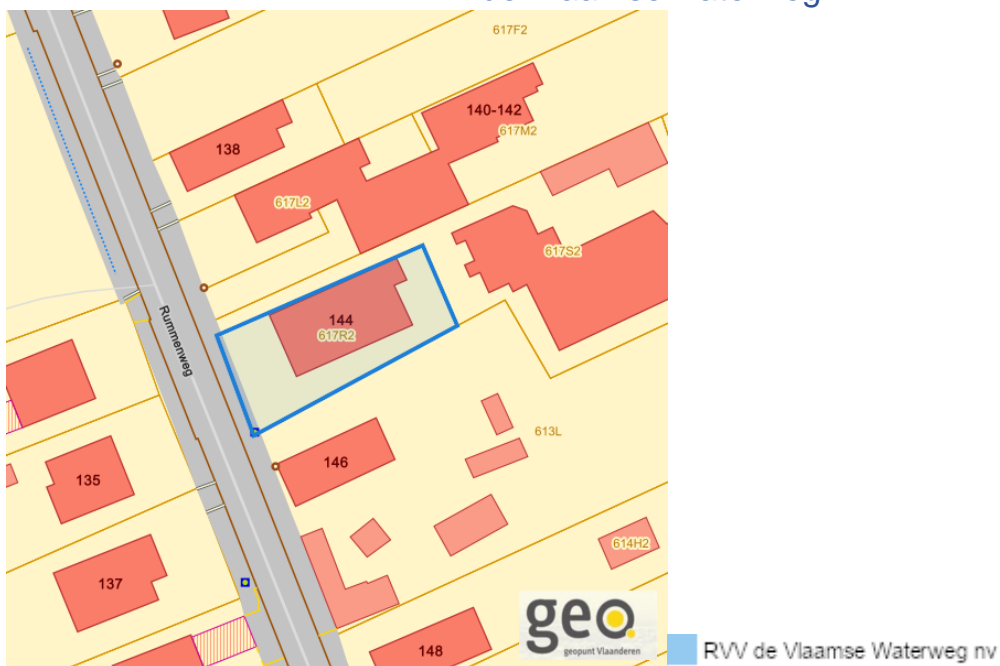 617F2
140-142
617M2
138
617L2
617S2
144
617R2
Rummenweg
613L
146
135
614H2
137
148
geo.
geopunt Vlaanderen
RVV de Vlaamse Waterweg nv